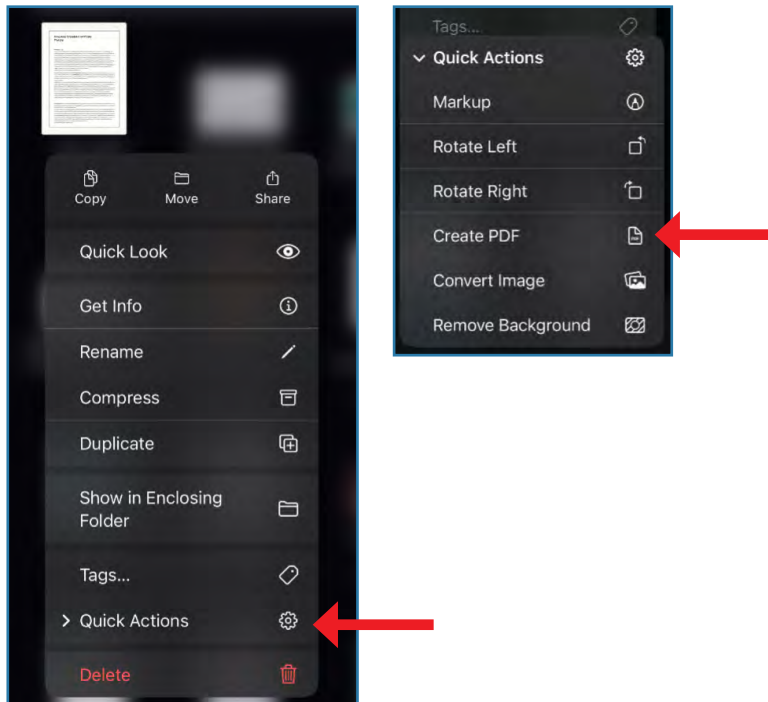 Copy
Move
Share
Quick Look
Get Info
Rename
Compress
Duplicate
Show in Enclosing
Folder
Tags...
Quick Actions
Delete
Tags...
Quick Actions
Markup
Rotate Left
Rotate Right
Create PDF
Convert Image
Remove Background